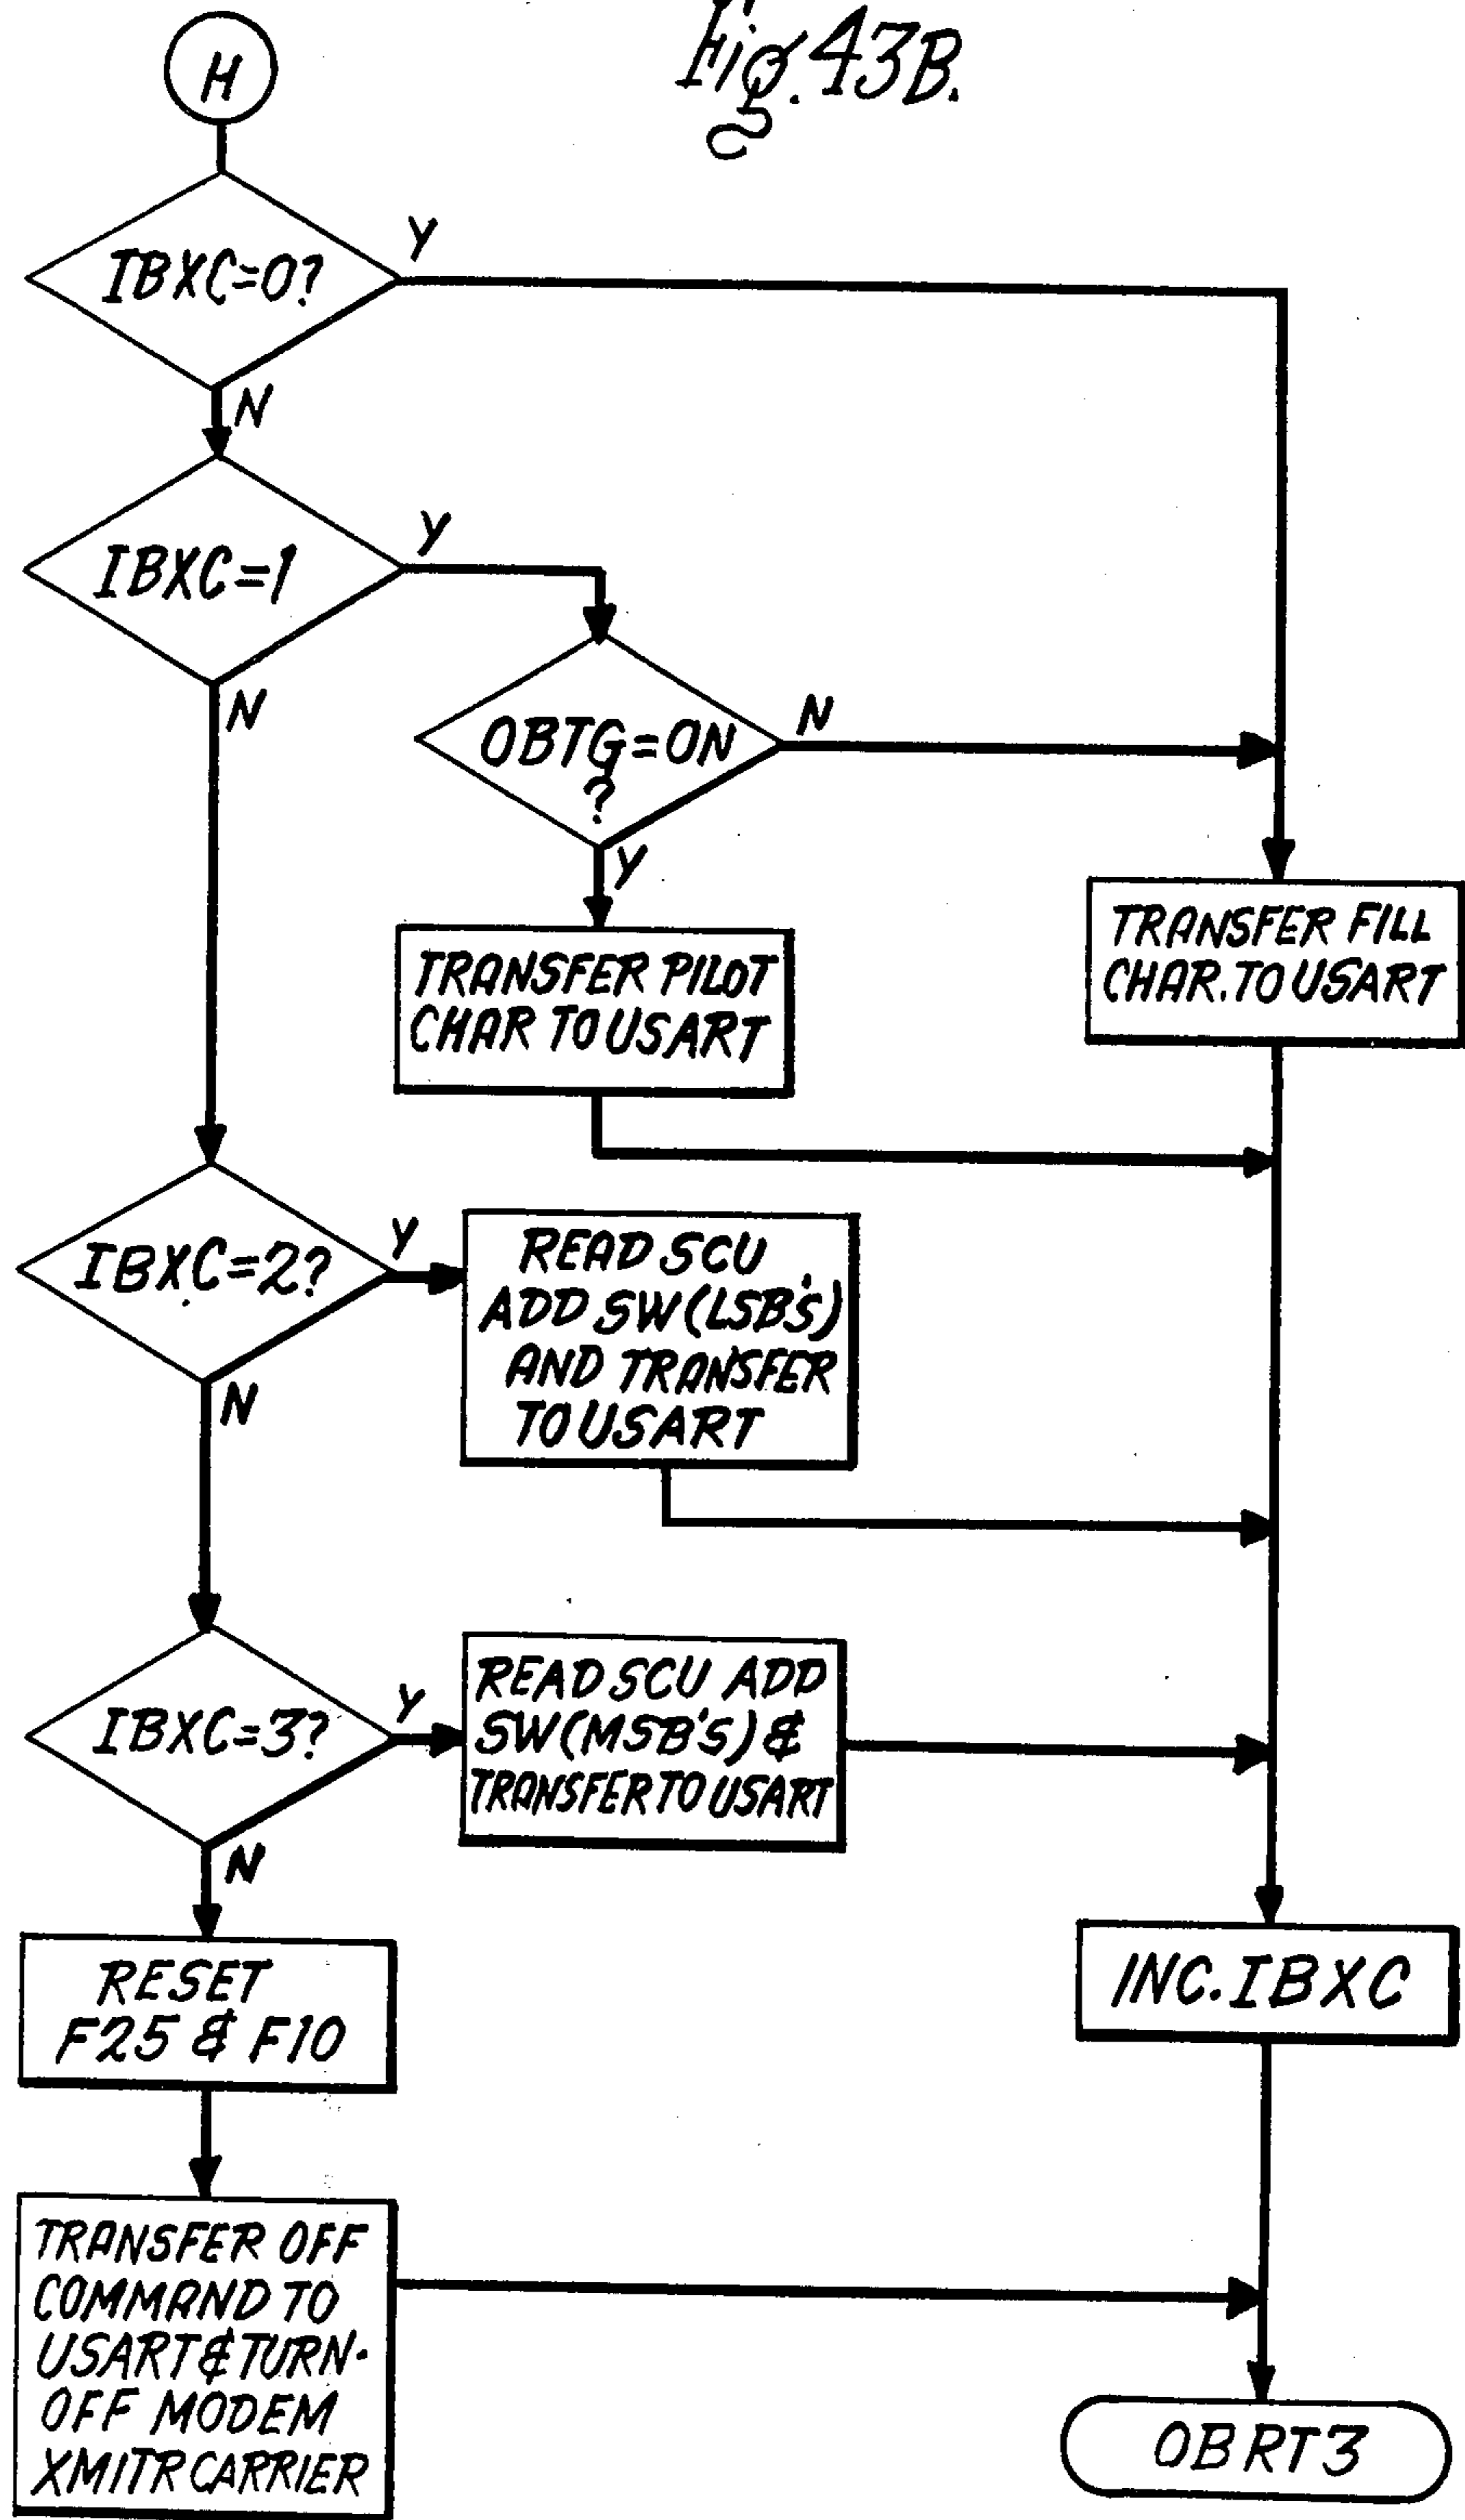 Fig. 43B.
H
IBXC=0?
Y
N
IBXC=1
Y
N
OBTG=ON
?
N
Y
TRANSFER PILOT
CHAR TO USART
TRANSFER FILL
CHAR. TO USART
IBXC=2?
Y
N
READ SCU
ADD SW (LSB'S)
AND TRANSFER
TO USART
IBXC=3?
Y
N
READ SCU ADD
SW (MSB'S) &
TRANSFER TO USART
RESET
F25 & F10
INC. IBXC
TRANSFER OFF
COMMAND TO
USART & TURN-
OFF MODEM
XMITR CARRIER
OBRT3